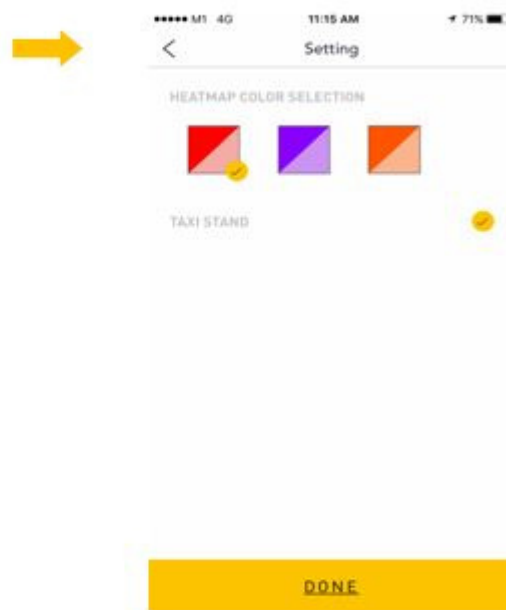 M1 4G 11:15 AM 71%
Setting
HEATMAP COLOR SELECTION
TAXI STAND
DONE